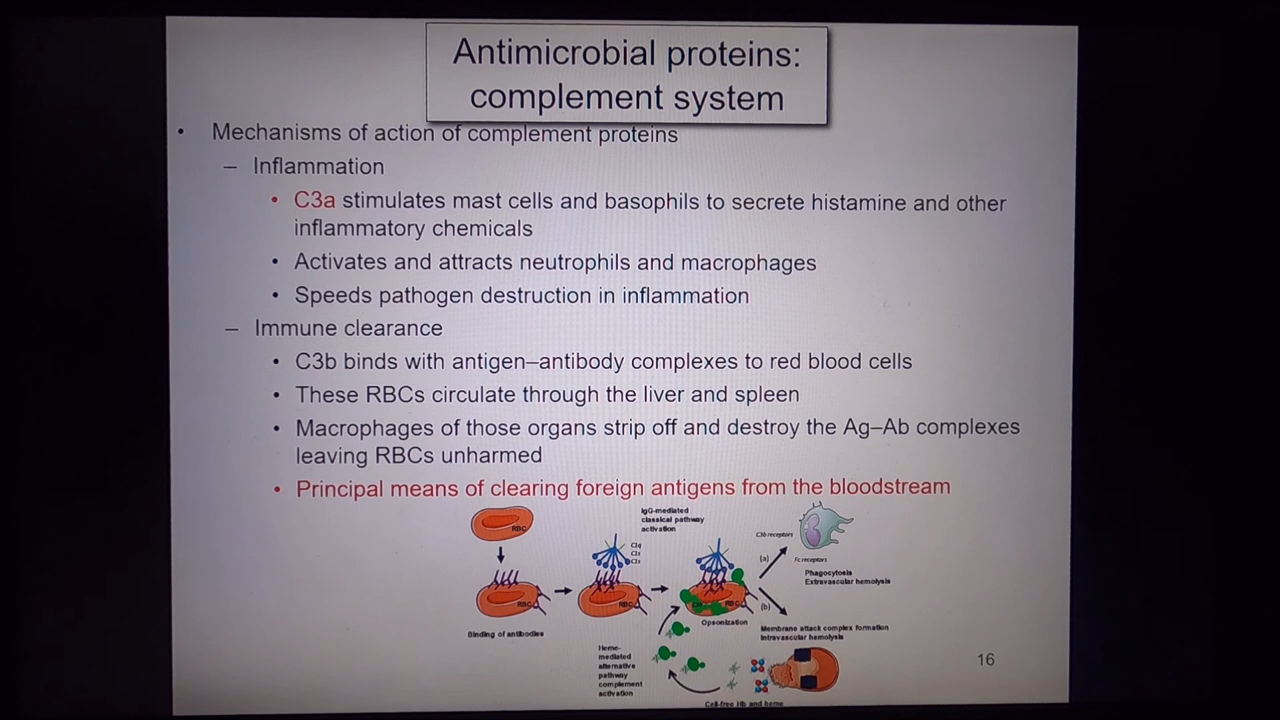 Antimicrobial proteins:
complement system
• Mechanisms of action of complement proteins
– Inflammation
• C3a stimulates mast cells and basophils to secrete histamine and other
inflammatory chemicals
• Activates and attracts neutrophils and macrophages
• Speeds pathogen destruction in inflammation
– Immune clearance
• C3b binds with antigen–antibody complexes to red blood cells
• These RBCs circulate through the liver and spleen
• Macrophages of those organs strip off and destroy the Ag–Ab complexes
leaving RBCs unharmed
• Principal means of clearing foreign antigens from the bloodstream
RBC
IgG-mediated
classical pathway
activation
C1q
C1r
C1s
C3b receptors
(a)
Fc receptors
Phagocytosis
Extravascular hemolysis
RBC
RBC
RBC
(b)
Opsonization
Binding of antibodies
Membrane attack complex formation
Intravascular hemolysis
Heme-
mediated
alternative
pathway
complement
activation
Cell-free Hb and heme
16